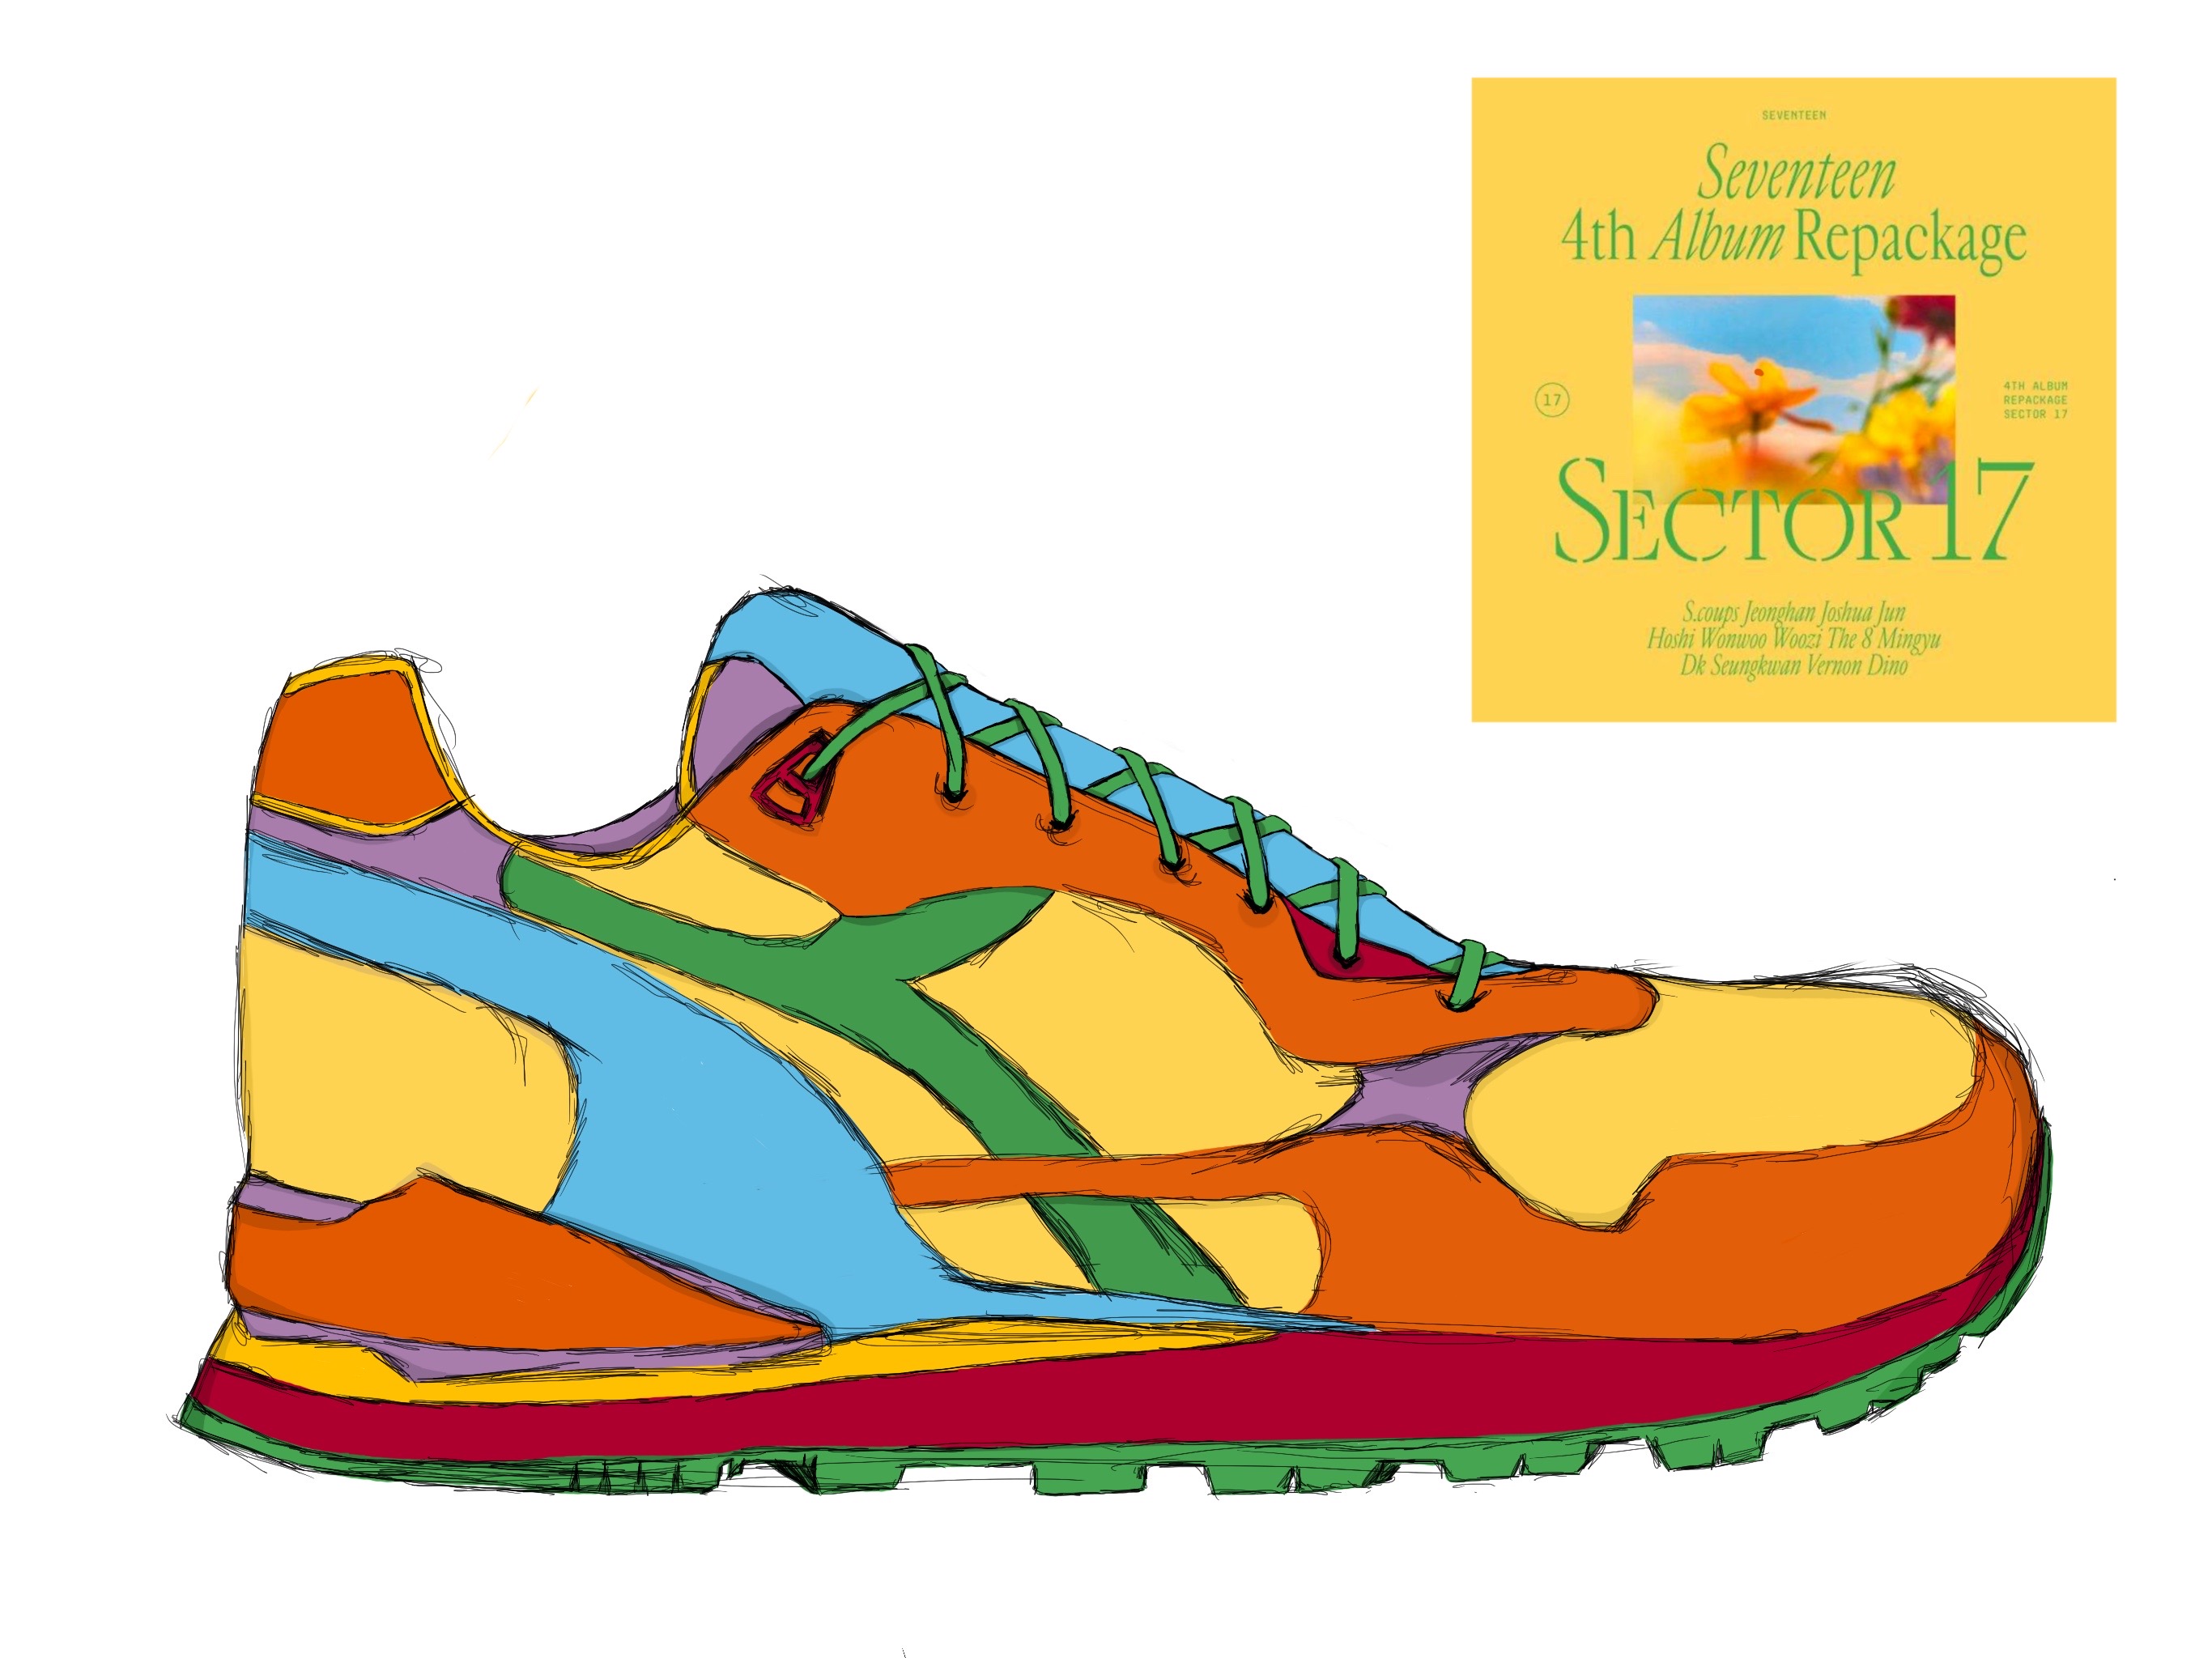 SEVENTEEN
Seventeen
4th Album Repackage
17
4TH ALBUM
REPACKAGE
SECTOR 17
SECTOR 17
S.coups Jeonghan Joshua Jun
Hoshi Wonwoo Woozi The 8 Mingyu
Dk Seungkwan Vernon Dino